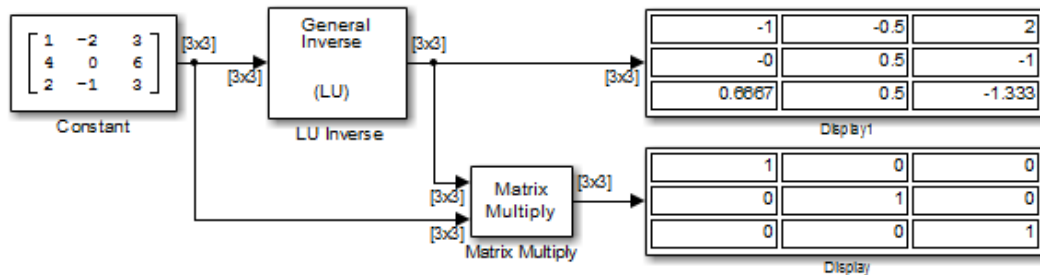 1 -2 3
4 0 6
2 -1 3
Constant
[3x3]
[3x3]
General
Inverse
(LU)
LU Inverse
[3x3]
[3x3]
-1 -0.5 2
-0 0.5 -1
0.6667 0.5 -1.333
Display1
[3x3]
[3x3]
Matrix
Multiply
Matrix Multiply
[3x3]
1 0 0
0 1 0
0 0 1
Display